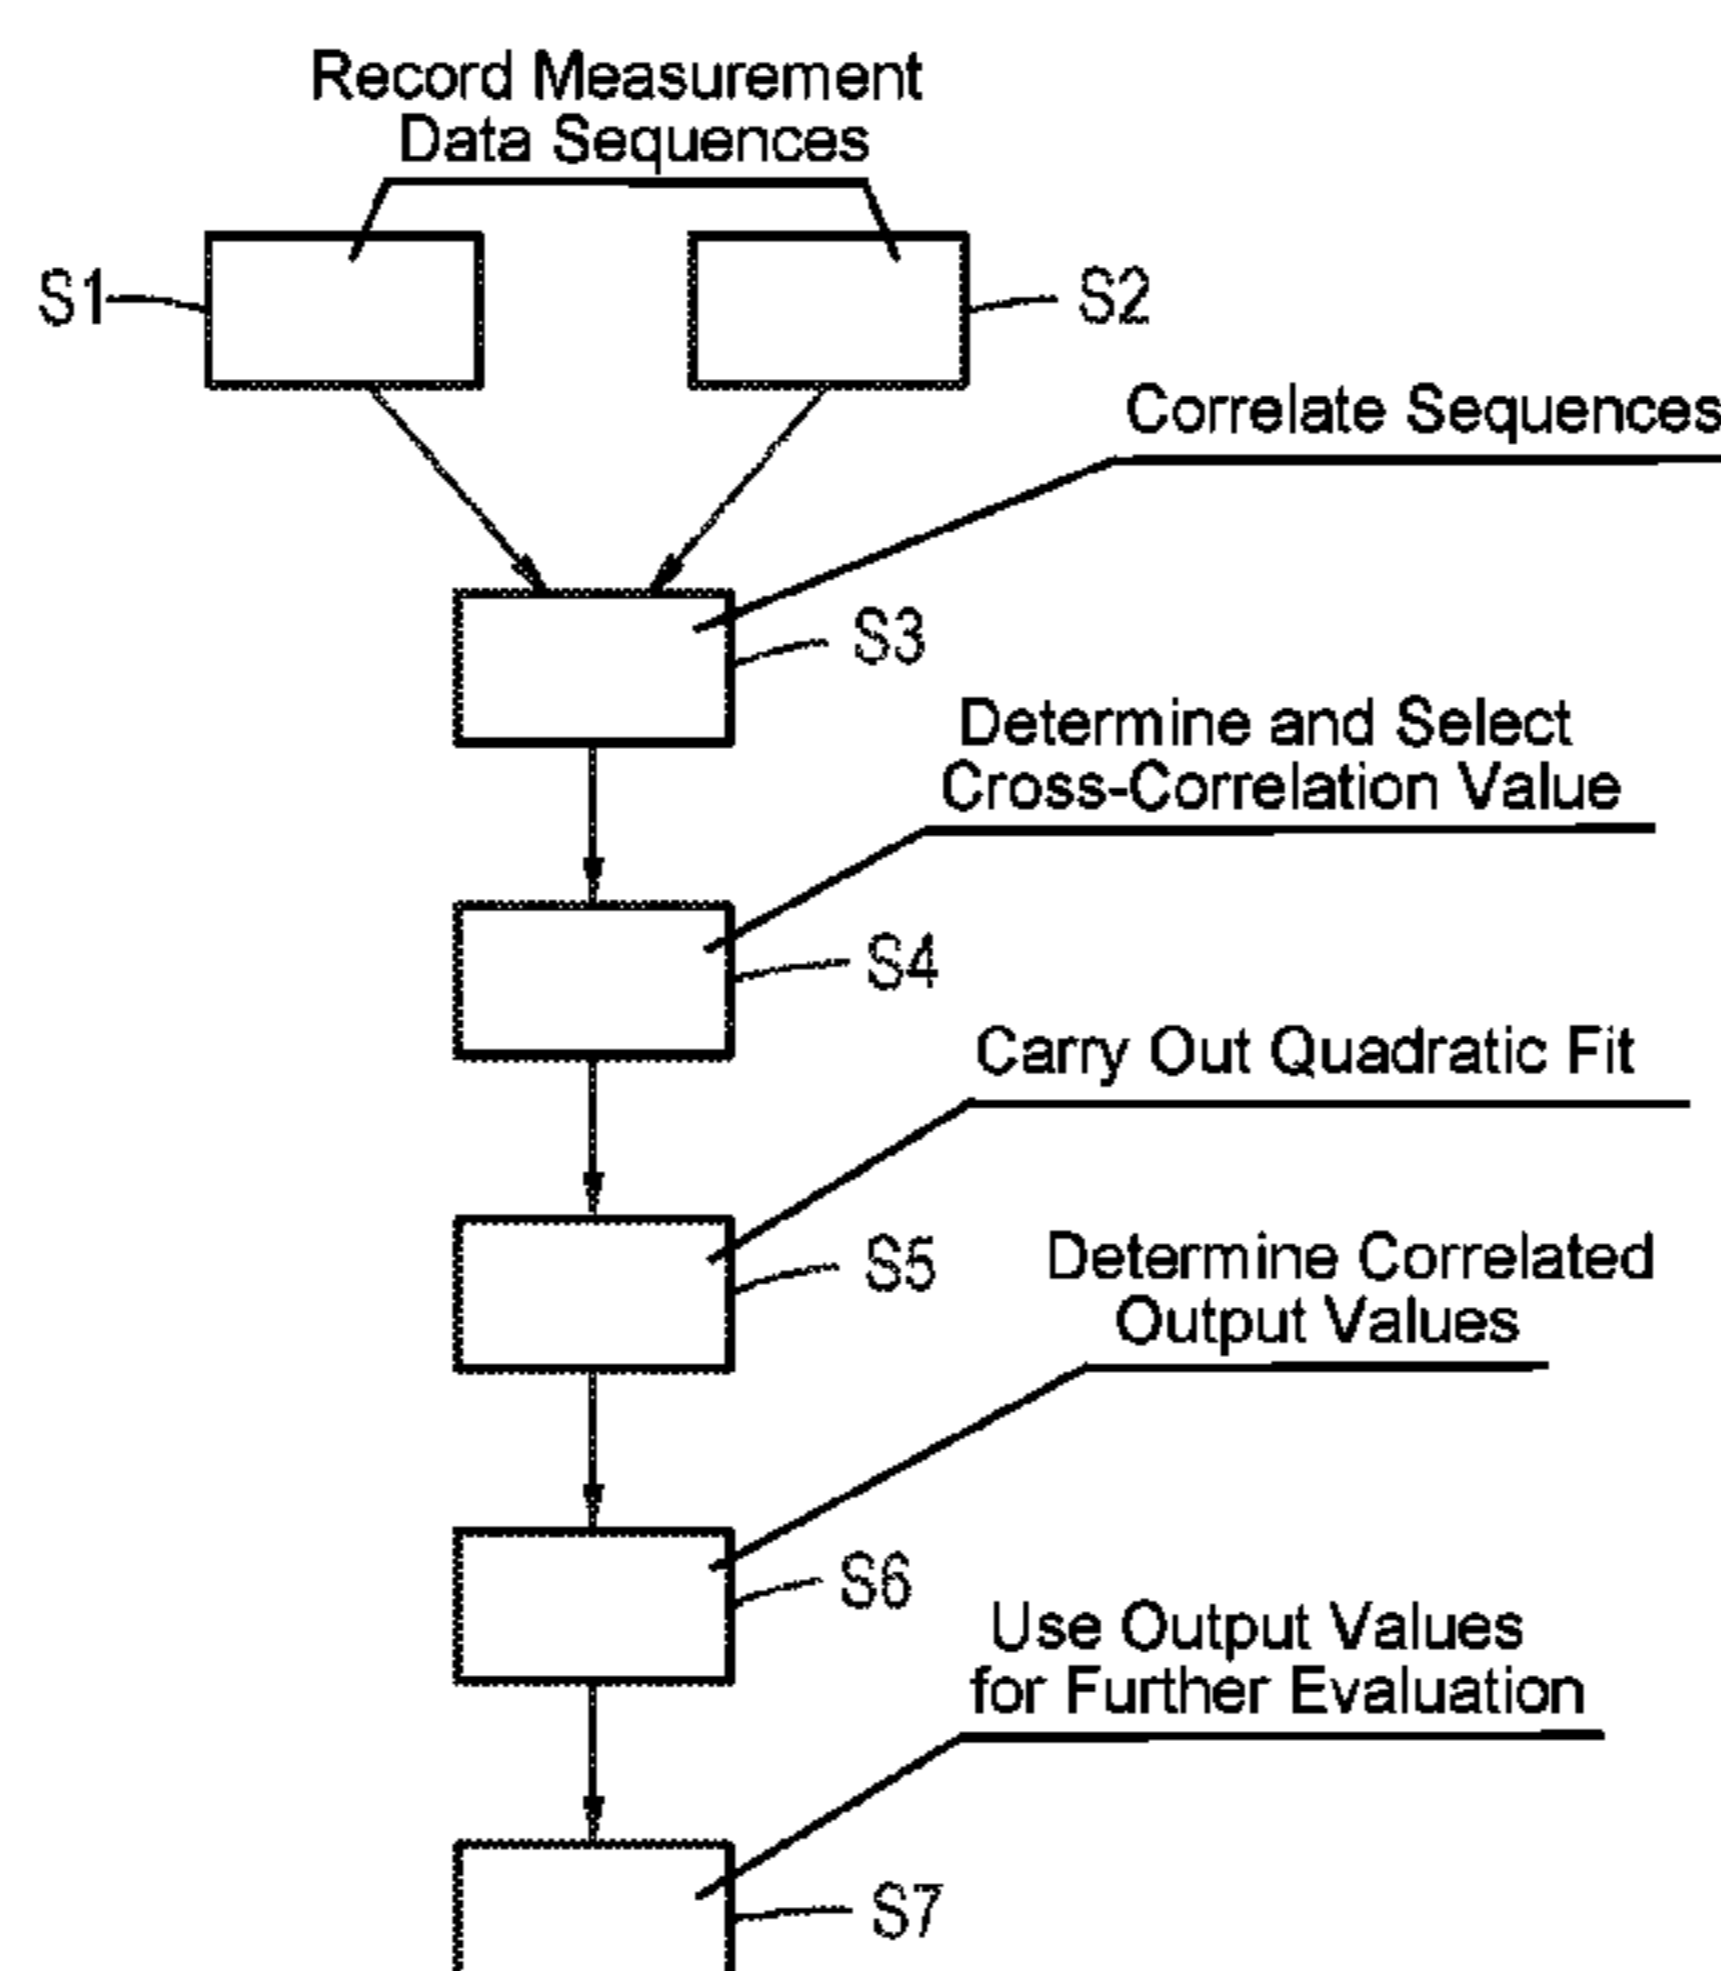 Record Measurement
Data Sequences
S1
S2
Correlate Sequences
S3
Determine and Select
Cross-Correlation Value
S4
Carry Out Quadratic Fit
S5
Determine Correlated
Output Values
S6
Use Output Values
for Further Evaluation
S7